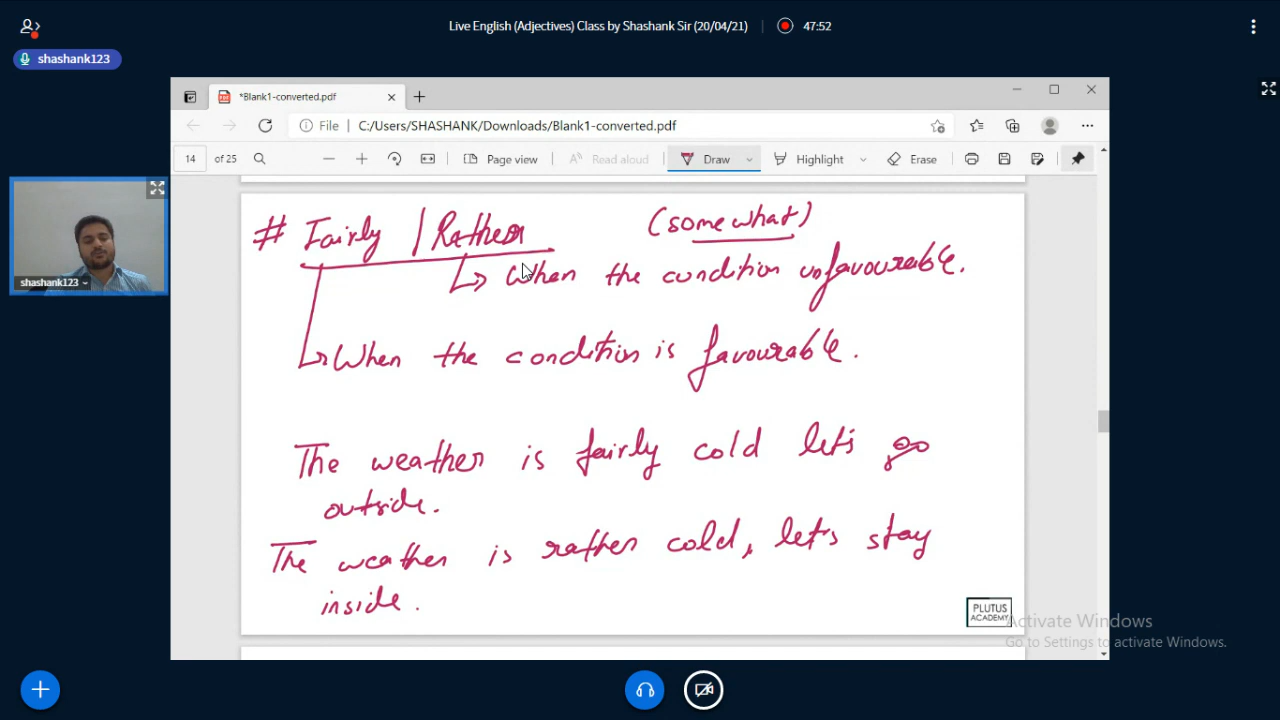 Live English (Adjectives) Class by Shashank Sir (20/04/21)
47:52
shashank123
*Blank1-converted.pdf
File
C:/Users/SHASHANK/Downloads/Blank1-converted.pdf
14 of 25
Page view
Read aloud
Draw
Highlight
Erase
# Fairly / Rather (somewhat)
When the condition unfavourable.
When the condition is favourable.
The weather is fairly cold let's go
outside.
The weather is rather cold, let's stay
inside.
shashank123
PLUTUS
ACADEMY
Activate Windows
Go to Settings to activate Windows.